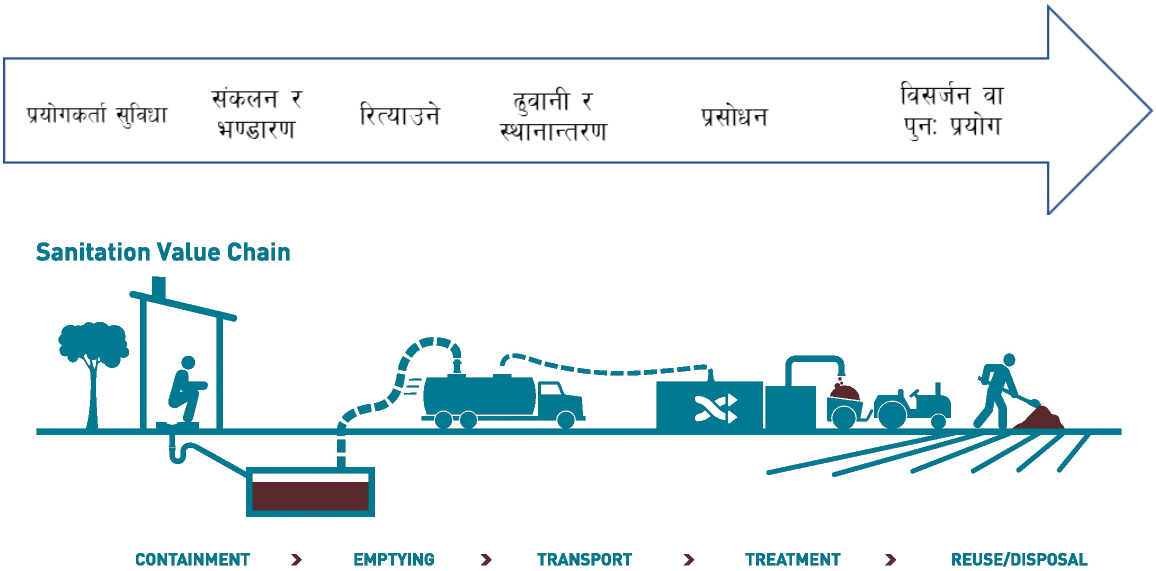 प्रयोगकर्ता सुविधा
संकलन र
भण्डारण
रित्याउने
ढुवानी र
स्थानान्तरण
प्रसोधन
विसर्जन वा
पुनः प्रयोग
Sanitation Value Chain
CONTAINMENT > EMPTYING > TRANSPORT > TREATMENT > REUSE/DISPOSAL